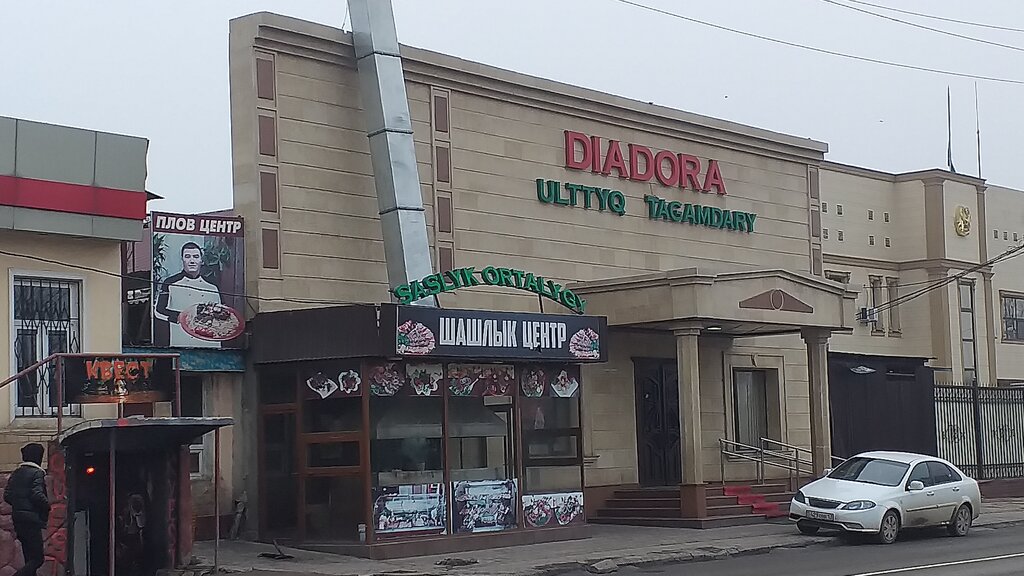 DIADORA
ULTTYQ TAGAMDARY
ПЛОВ ЦЕНТР
SASLYK ORTALYGY
ШАШЛЫК ЦЕНТР
КВЕСТ